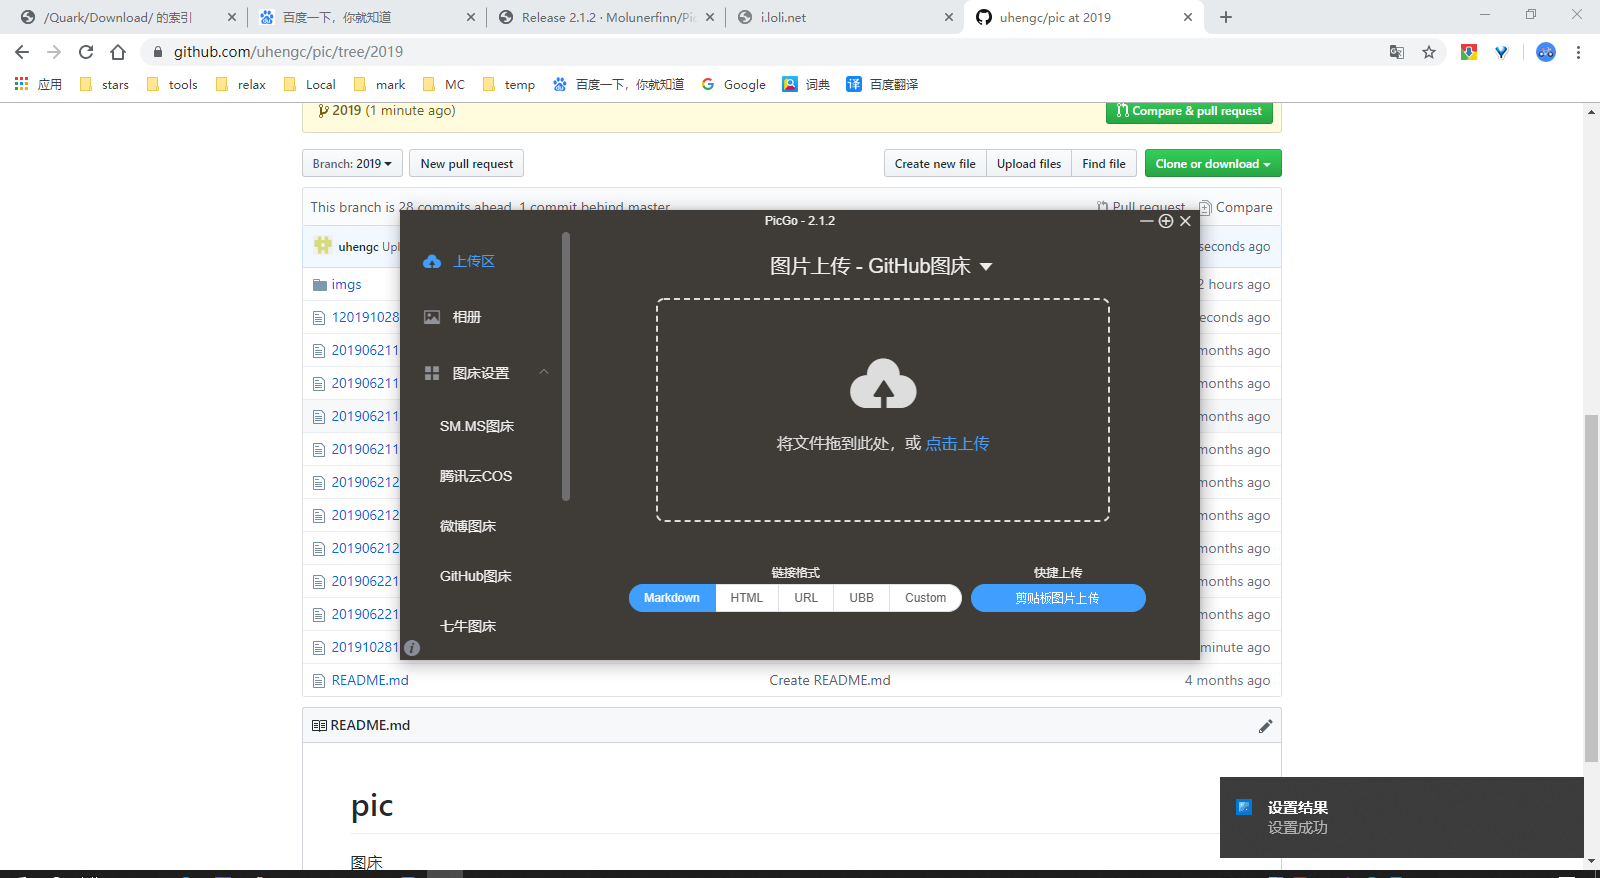 /Quark/Download/ 的索引
百度一下，你就知道
Release 2.1.2 · Molunerfinn/Pic
i.loli.net
uhengc/pic at 2019
github.com/uhengc/pic/tree/2019
应用
stars
tools
relax
Local
mark
MC
temp
百度一下，你就知道
Google
词典
译
百度翻译
2019 (1 minute ago)
Compare & pull request
Branch: 2019
New pull request
Create new file
Upload files
Find file
Clone or download
This branch is 28 commits ahead, 1 commit behind master.
Pull request
Compare
uhengc Upl
seconds ago
imgs
2 hours ago
120191028
econds ago
201906211
months ago
201906211
months ago
201906211
months ago
201906211
months ago
201906212
months ago
201906212
months ago
201906212
months ago
201906221
months ago
201906221
months ago
201910281
minute ago
README.md
Create README.md
4 months ago
PicGo - 2.1.2
上传区
相册
图床设置
SM.MS图床
腾讯云COS
微博图床
GitHub图床
七牛图床
图片上传 - GitHub图床
将文件拖到此处，或 点击上传
链接格式
快捷上传
Markdown
HTML
URL
UBB
Custom
剪贴板图片上传
README.md
pic
图床
设置结果
设置成功